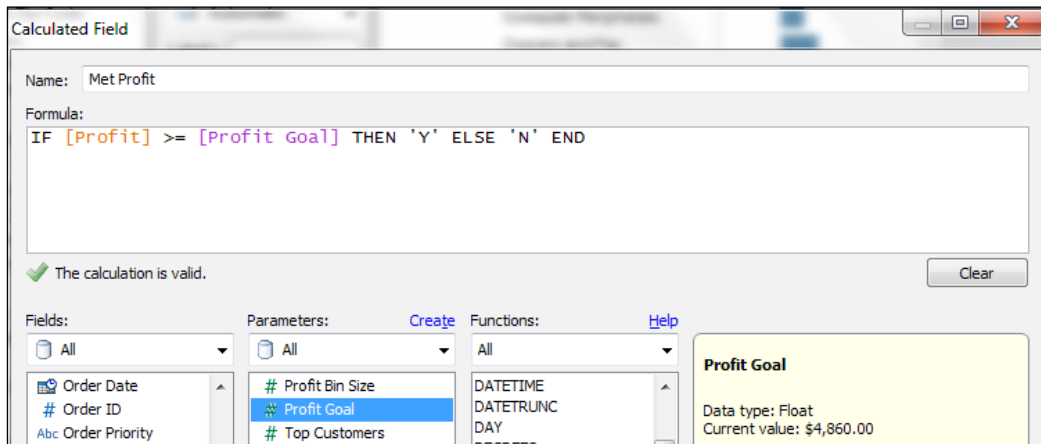 Calculated Field
Name: Met Profit
Formula:
IF [Profit] >= [Profit Goal] THEN 'Y' ELSE 'N' END
The calculation is valid.
Clear
Fields:
All
Order Date
# Order ID
Abc Order Priority
Parameters: Create
All
# Profit Bin Size
# Profit Goal
# Top Customers
Functions: Help
All
DATETIME
DATETRUNC
DAY
Profit Goal
Data type: Float
Current value: $4,860.00